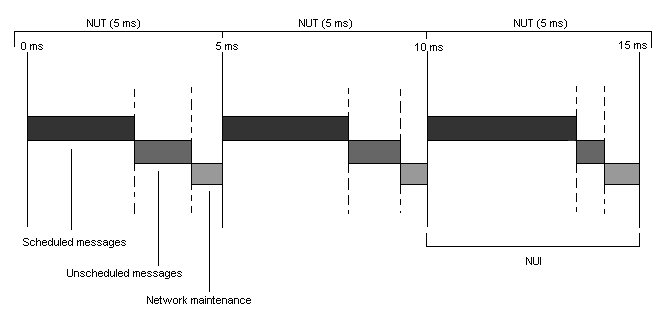 NUT (5 ms) NUT (5 ms) NUT (5 ms)
0 ms 5 ms 10 ms 15 ms
Scheduled messages
NUI
Unscheduled messages
Network maintenance